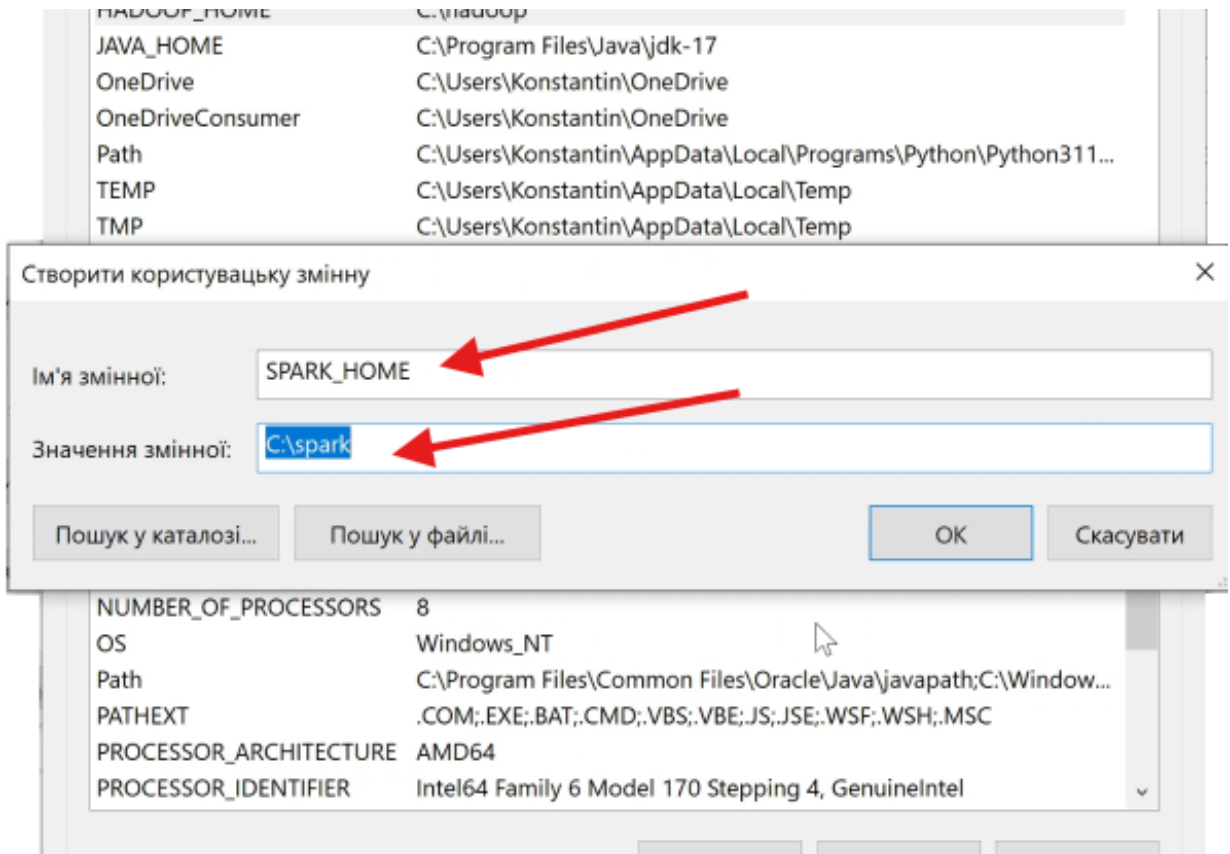 HADOOP_HOME C:\hadoop
JAVA_HOME C:\Program Files\Java\jdk-17
OneDrive C:\Users\Konstantin\OneDrive
OneDriveConsumer C:\Users\Konstantin\OneDrive
Path C:\Users\Konstantin\AppData\Local\Programs\Python\Python311...
TEMP C:\Users\Konstantin\AppData\Local\Temp
TMP C:\Users\Konstantin\AppData\Local\Temp
Створити користувацьку змінну
Ім'я змінної: SPARK_HOME
Значення змінної: C:\spark
Пошук у каталозі... Пошук у файлі... OK Скасувати
NUMBER_OF_PROCESSORS 8
OS Windows_NT
Path C:\Program Files\Common Files\Oracle\Java\javapath;C:\Window...
PATHEXT .COM;.EXE;.BAT;.CMD;.VBS;.VBE;.JS;.JSE;.WSF;.WSH;.MSC
PROCESSOR_ARCHITECTURE AMD64
PROCESSOR_IDENTIFIER Intel64 Family 6 Model 170 Stepping 4, GenuineIntel